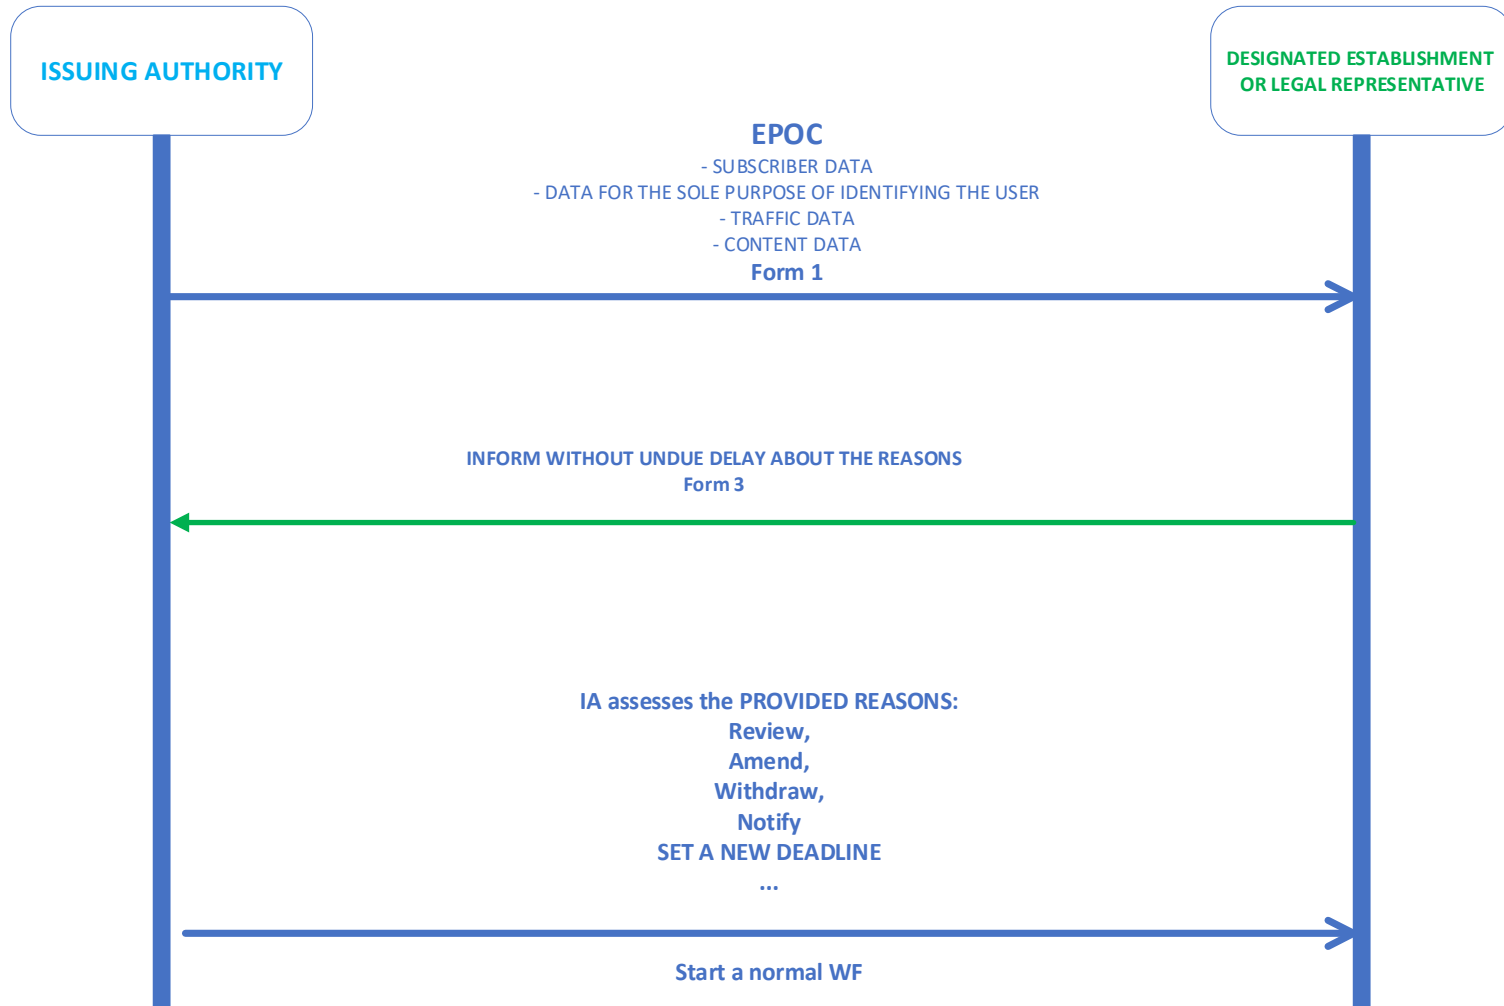 ISSUING AUTHORITY
DESIGNATED ESTABLISHMENT
OR LEGAL REPRESENTATIVE
EPOC
- SUBSCRIBER DATA
- DATA FOR THE SOLE PURPOSE OF IDENTIFYING THE USER
- TRAFFIC DATA
- CONTENT DATA
Form 1
INFORM WITHOUT UNDUE DELAY ABOUT THE REASONS
Form 3
IA assesses the PROVIDED REASONS:
Review,
Amend,
Withdraw,
Notify
SET A NEW DEADLINE
...
Start a normal WF